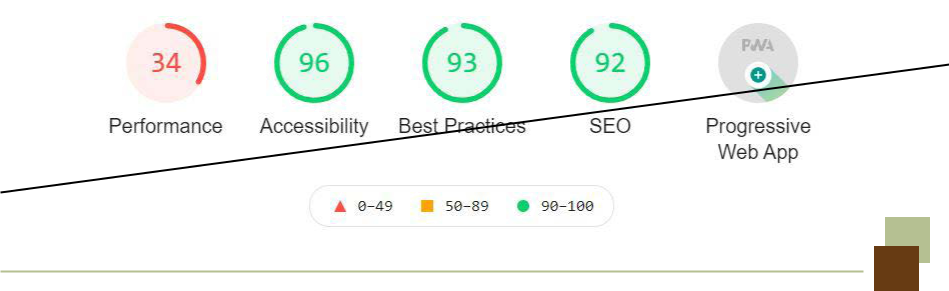 34 96 93 92 PWA
Performance Accessibility Best Practices SEO Progressive
Web App
0–49 50–89 90–100